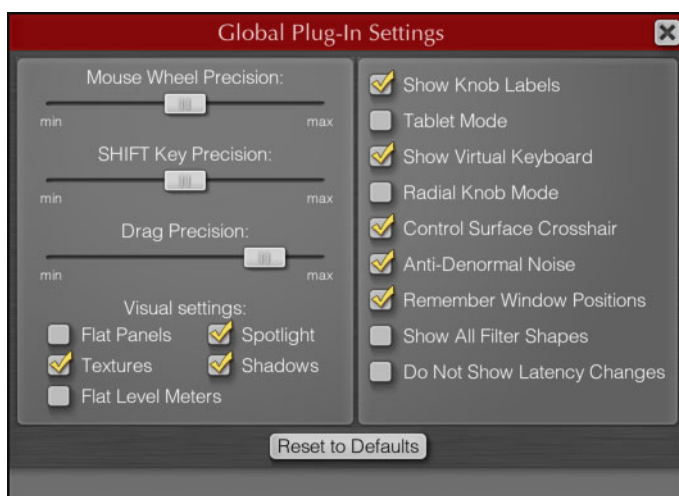 Global Plug-In Settings
Mouse Wheel Precision:
min max
SHIFT Key Precision:
min max
Drag Precision:
min max
Visual settings:
Flat Panels Spotlight
Textures Shadows
Flat Level Meters
Show Knob Labels
Tablet Mode
Show Virtual Keyboard
Radial Knob Mode
Control Surface Crosshair
Anti-Denormal Noise
Remember Window Positions
Show All Filter Shapes
Do Not Show Latency Changes
Reset to Defaults